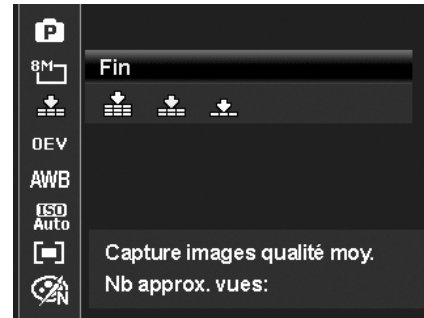 P
8M
Fin
0EV
AWB
ISO
Auto
N
Capture images qualité moy.
Nb approx. vues: